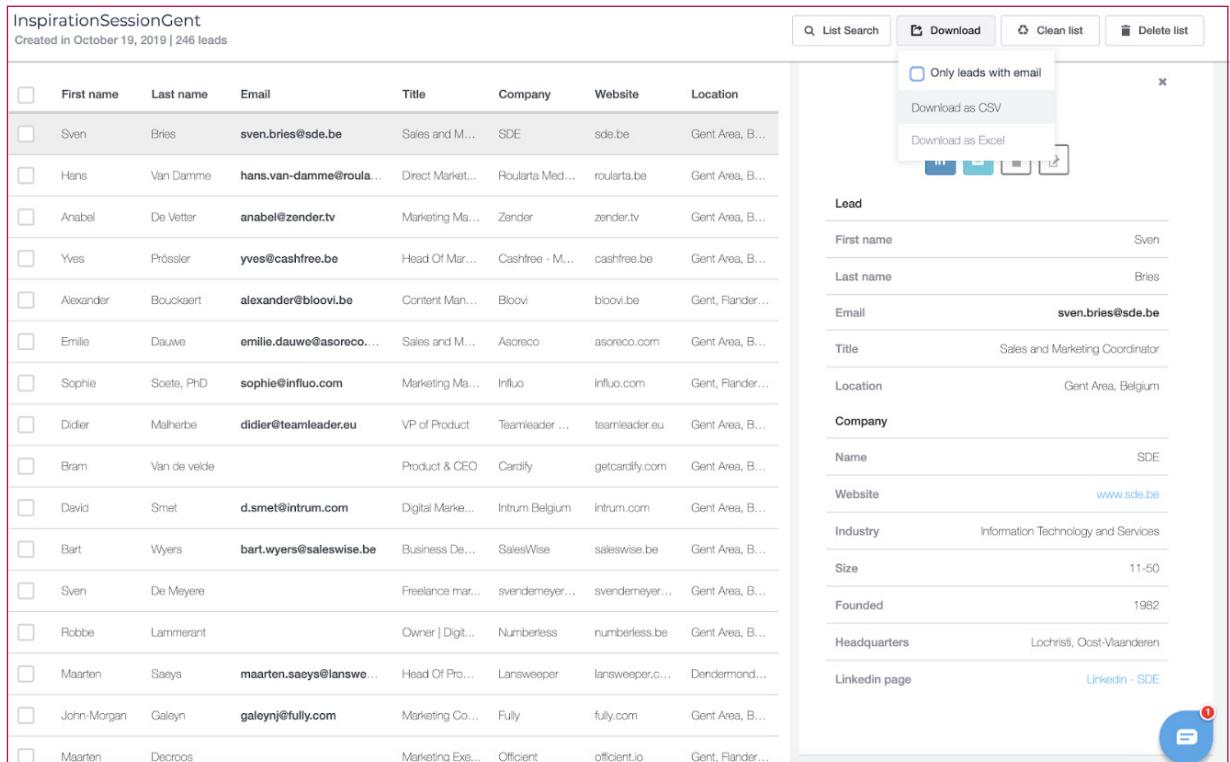 InspirationSessionGent
Created in October 19, 2019 | 246 leads
List Search Download Clean list Delete list
Only leads with email
Download as CSV
Download as Excel
First name Last name Email Title Company Website Location
Sven Bries sven.bries@sde.be Sales and M... SDE sde.be Gent Area, B...
Hans Van Damme hans.van-damme@roula... Direct Market... Roularta Med... roularta.be Gent Area, B...
Anabel De Vetter anabel@zender.tv Marketing Ma... Zender zender.tv Gent Area, B...
Yves Prössler yves@cashfree.be Head Of Mar... Cashfree - M... cashfree.be Gent Area, B...
Alexander Bouckaert alexander@bloovi.be Content Man... Bloovi bloovi.be Gent, Flander...
Emilie Dauwe emilie.dauwe@asoreco.... Sales and M... Asoreco asoreco.com Gent Area, B...
Sophie Soete, PhD sophie@influo.com Marketing Ma... Influo influo.com Gent, Flander...
Didier Malherbe didier@teamleader.eu VP of Product Teamleader ... teamleader.eu Gent Area, B...
Bram Van de velde Product & CEO Cardify getcardify.com Gent Area, B...
David Smet d.smet@intrum.com Digital Marke... Intrum Belgium intrum.com Gent Area, B...
Bart Wyers bart.wyers@saleswise.be Business De... SalesWise saleswise.be Gent Area, B...
Sven De Meyere Freelance mar... svendemeyer... svendemeyer... Gent Area, B...
Robbe Lammerant Owner | Digit... Numberless numberless.be Gent Area, B...
Maarten Saeys maarten.saeys@lanswe... Head Of Pro... Lansweeper lansweeper.c... Dendermond...
John-Morgan Galeyn galeynj@fully.com Marketing Co... Fully fully.com Gent Area, B...
Maarten Decroos Marketing Exe... Officient officient.io Gent, Flander...
Lead
First name Sven
Last name Bries
Email sven.bries@sde.be
Title Sales and Marketing Coordinator
Location Gent Area, Belgium
Company
Name SDE
Website www.sde.be
Industry Information Technology and Services
Size 11-50
Founded 1982
Headquarters Lochristi, Oost-Vlaanderen
Linkedin page Linkedin - SDE
1